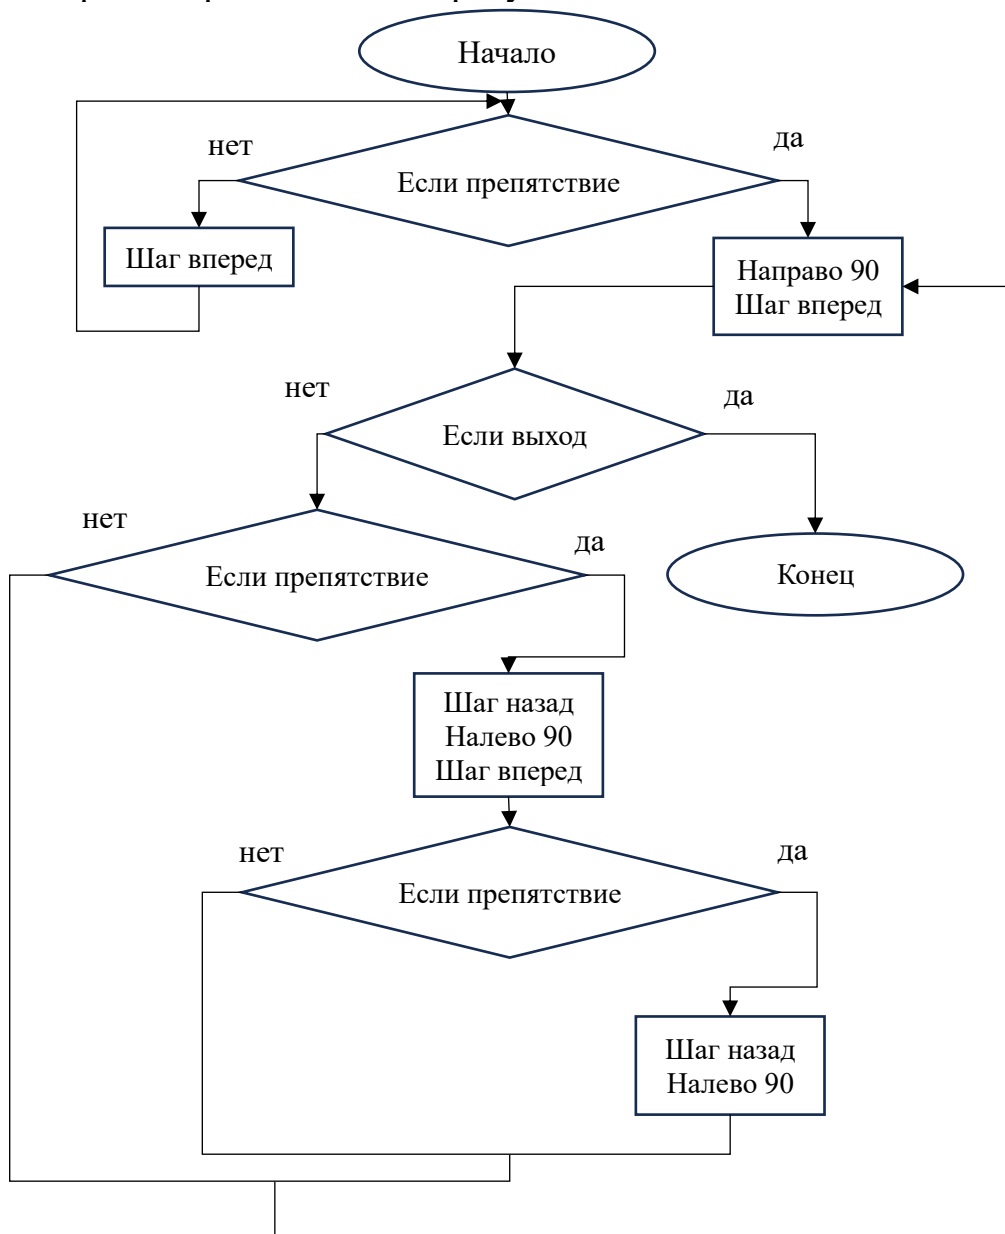 Начало
нет
да
Если препятствие
Шаг вперед
Направо 90
Шаг вперед
нет
да
Если выход
нет
да
Если препятствие
Конец
Шаг назад
Налево 90
Шаг вперед
нет
да
Если препятствие
Шаг назад
Налево 90